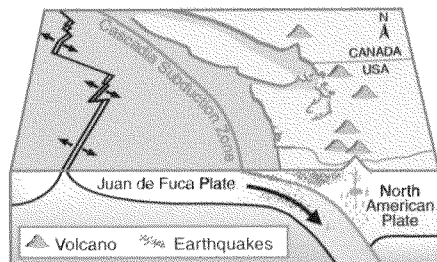 N
CANADA
USA
Cascadia Subduction Zone
Juan de Fuca Plate
North
American
Plate
Volcano
Earthquakes